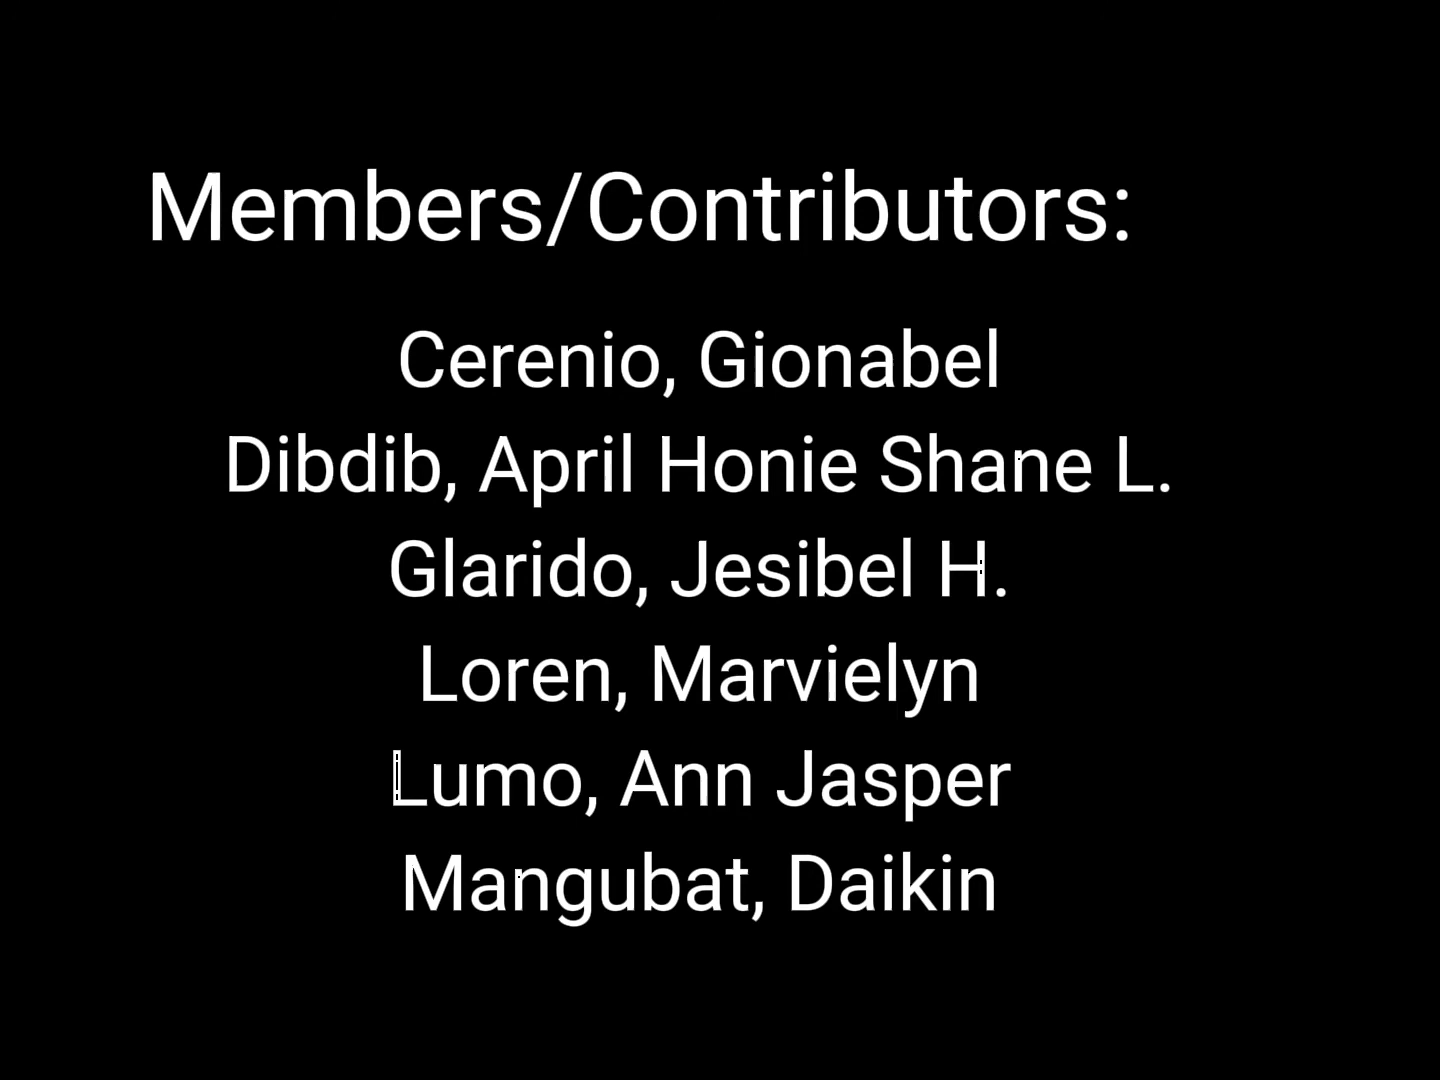 Members/Contributors:
Cerenio, Gionabel
Dibdib, April Honie Shane L.
Glarido, Jesibel H.
Loren, Marvielyn
Lumo, Ann Jasper
Mangubat, Daikin